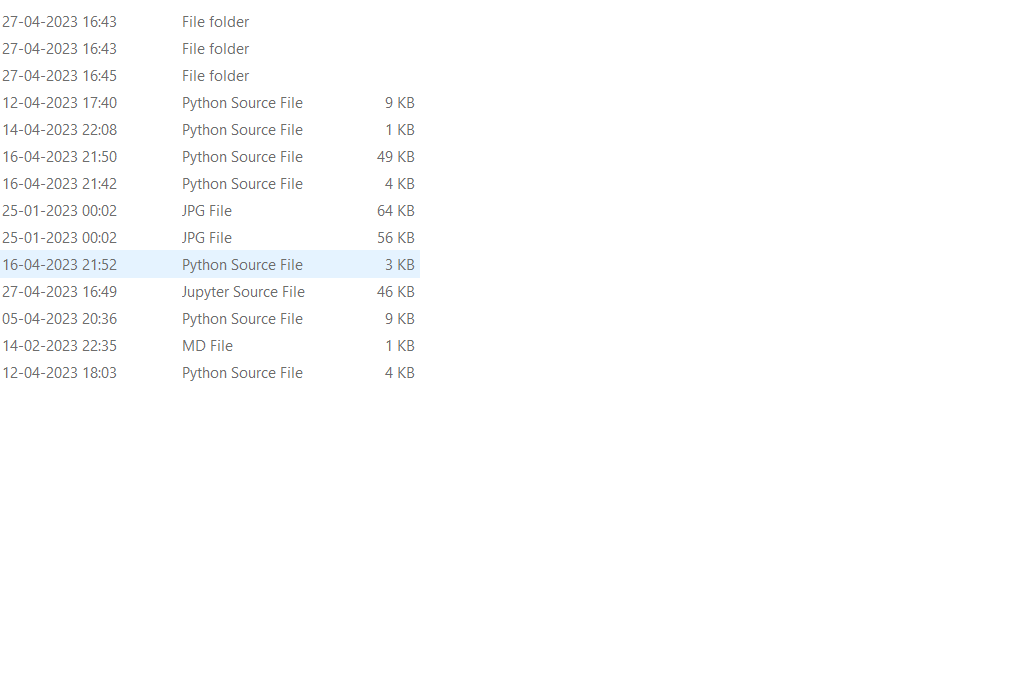 27-04-2023 16:43 File folder
27-04-2023 16:43 File folder
27-04-2023 16:45 File folder
12-04-2023 17:40 Python Source File 9 KB
14-04-2023 22:08 Python Source File 1 KB
16-04-2023 21:50 Python Source File 49 KB
16-04-2023 21:42 Python Source File 4 KB
25-01-2023 00:02 JPG File 64 KB
25-01-2023 00:02 JPG File 56 KB
16-04-2023 21:52 Python Source File 3 KB
27-04-2023 16:49 Jupyter Source File 46 KB
05-04-2023 20:36 Python Source File 9 KB
14-02-2023 22:35 MD File 1 KB
12-04-2023 18:03 Python Source File 4 KB